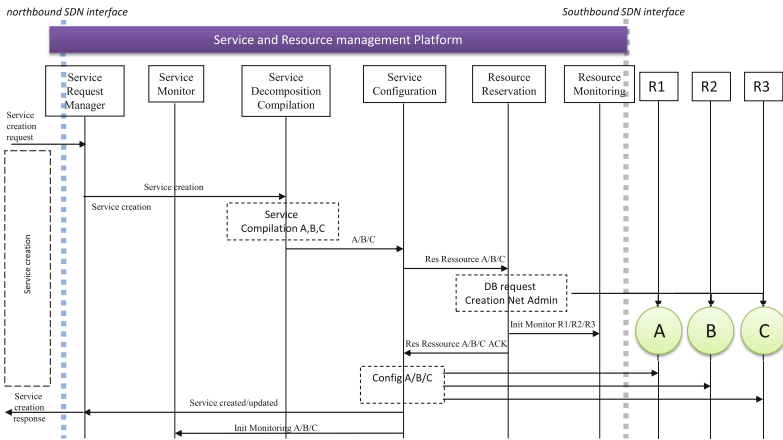 northbound SDN interface
Southbound SDN interface
Service and Resource management Platform
Service
Request
Manager
Service
Monitor
Service
Decomposition
Compilation
Service
Configuration
Resource
Reservation
Resource
Monitoring
R1
R2
R3
Service
creation
request
Service creation
Service creation
Service creation
Service
Compilation A,B,C
A/B/C
Res Ressource A/B/C
DB request
Creation Net Admin
A
B
C
Init Monitor R1/R2/R3
Res Ressource A/B/C ACK
Config A/B/C
Service
creation
response
Service created/updated
Init Monitoring A/B/C